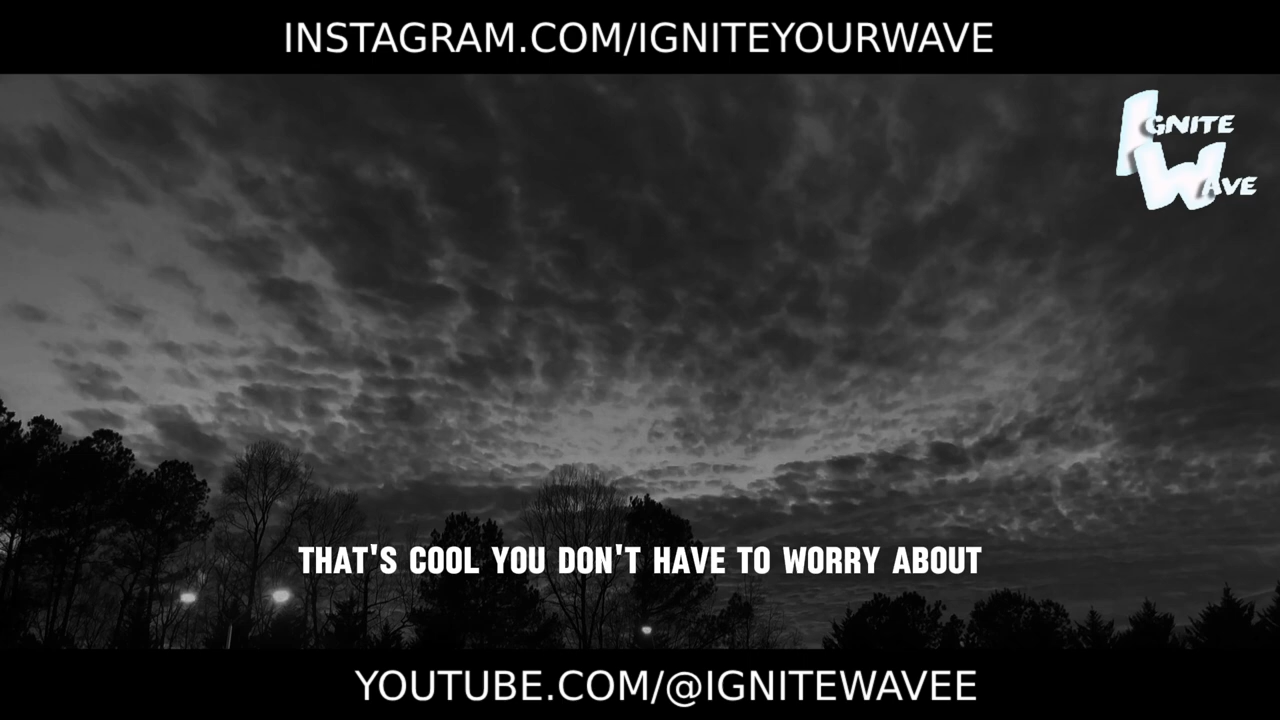 INSTAGRAM.COM/IGNITEYOURWAVE
IGNITE
WAVE
THAT'S COOL YOU DON'T HAVE TO WORRY ABOUT
YOUTUBE.COM/@IGNITEWAVEE